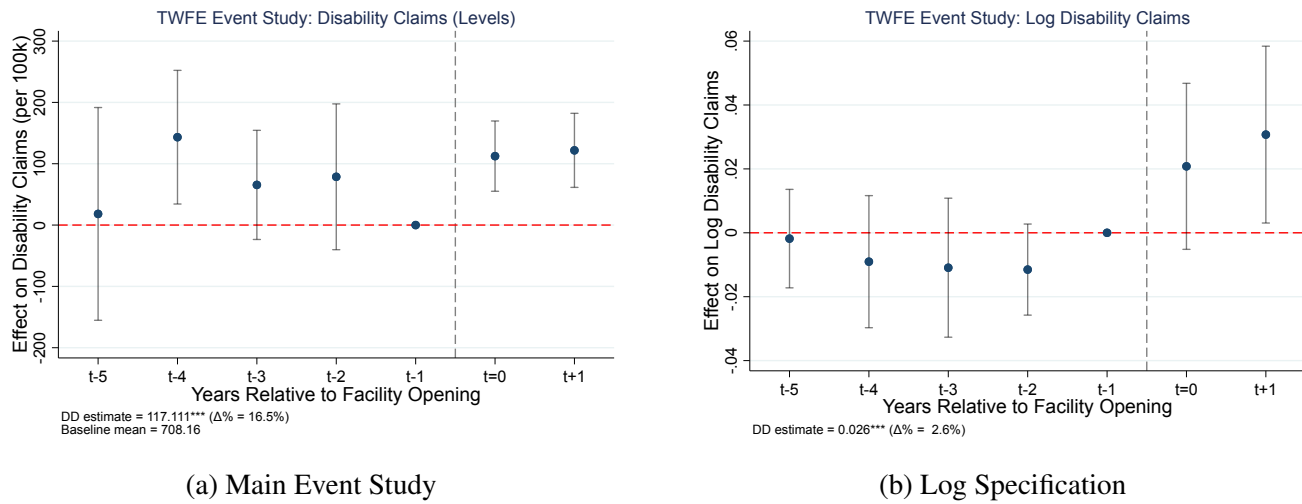 TWFE Event Study: Disability Claims (Levels)
Effect on Disability Claims (per 100k)
300
200
100
0
-100
-200
t-5 t-4 t-3 t-2 t-1 t=0 t+1
Years Relative to Facility Opening
DD estimate = 117.111*** (Δ% = 16.5%)
Baseline mean = 708.16
(a) Main Event Study
TWFE Event Study: Log Disability Claims
Effect on Log Disability Claims
.06
.04
.02
0
-.02
-.04
t-5 t-4 t-3 t-2 t-1 t=0 t+1
Years Relative to Facility Opening
DD estimate = 0.026*** (Δ% = 2.6%)
(b) Log Specification